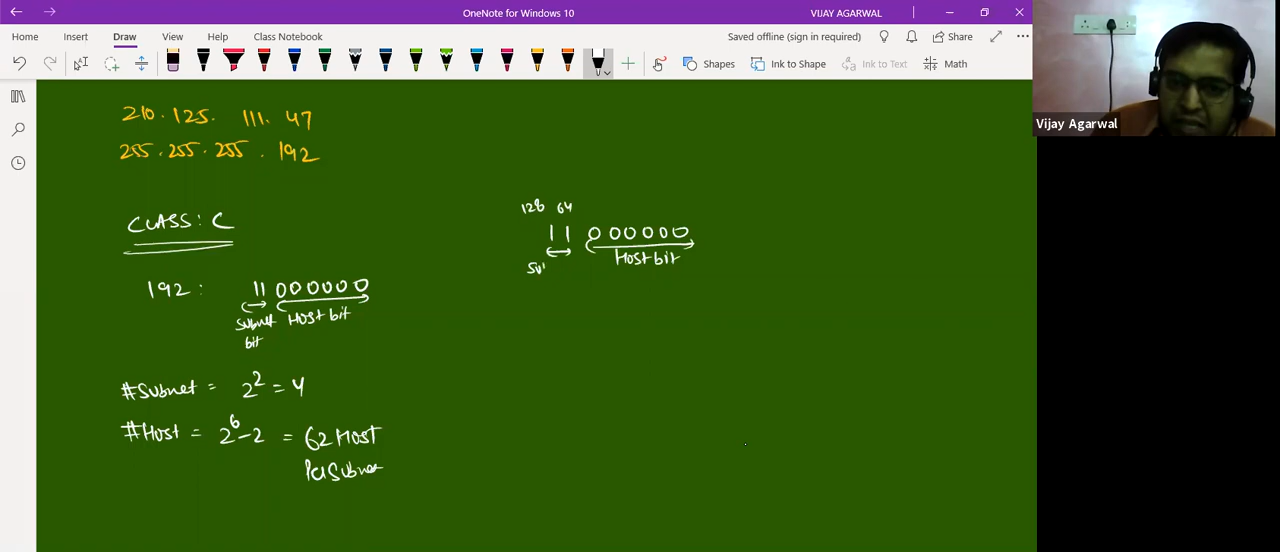 OneNote for Windows 10
VIJAY AGARWAL
Home Insert Draw View Help Class Notebook
Saved offline (sign in required) Share
Shapes Ink to Shape Ink to Text Math
Vijay Agarwal
210.125. 111. 47
255.255.255.192
CLASS: C
128 64
11 000000
Host bit
192: 11 000000
Subnet bit Host bit
#Subnet = 2^2 = 4
#Host = 2^6-2 = 62 Host
Subnet